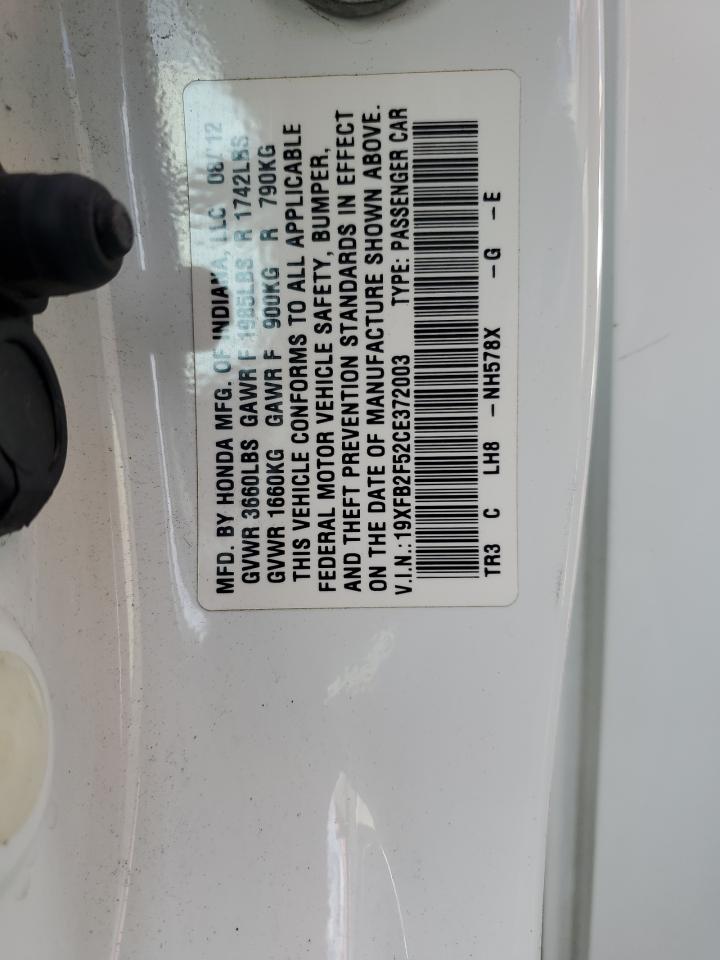 MFD. BY HONDA MFG. OF INDIANA, LLC 08/12
GVWR 3660LBS GAWR F 1985LBS R 1742LBS
GVWR 1660KG GAWR F 900KG R 790KG
THIS VEHICLE CONFORMS TO ALL APPLICABLE
FEDERAL MOTOR VEHICLE SAFETY, BUMPER,
AND THEFT PREVENTION STANDARDS IN EFFECT
ON THE DATE OF MANUFACTURE SHOWN ABOVE.
V.I.N.:19XFB2F52CE372003 TYPE: PASSENGER CAR
TR3 C LH8 -NH578X -G -E